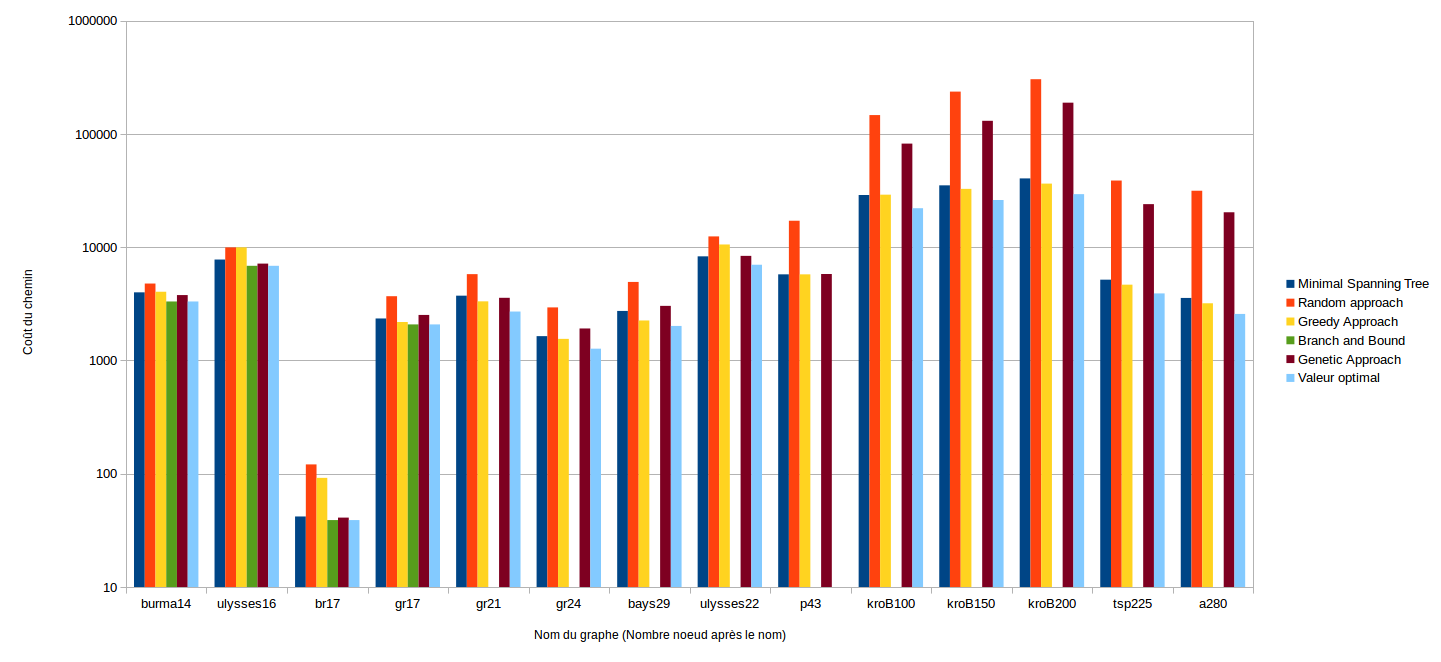 1000000
100000
10000
1000
100
10
Coût du chemin
burma14
ulysses16
br17
gr17
gr21
gr24
bays29
ulysses22
p43
kroB100
kroB150
kroB200
tsp225
a280
Nom du graphe (Nombre noeud après le nom)
Minimal Spanning Tree
Random approach
Greedy Approach
Branch and Bound
Genetic Approach
Valeur optimal